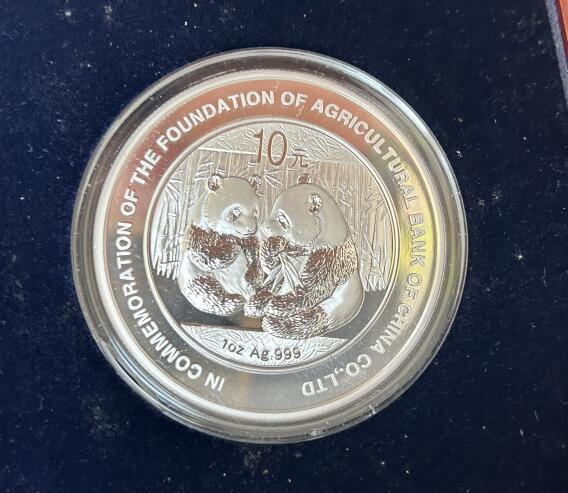 IN COMMEMORATION OF THE FOUNDATION OF AGRICULTURAL BANK OF CHINA CO.,LTD
10元
1oz Ag.999